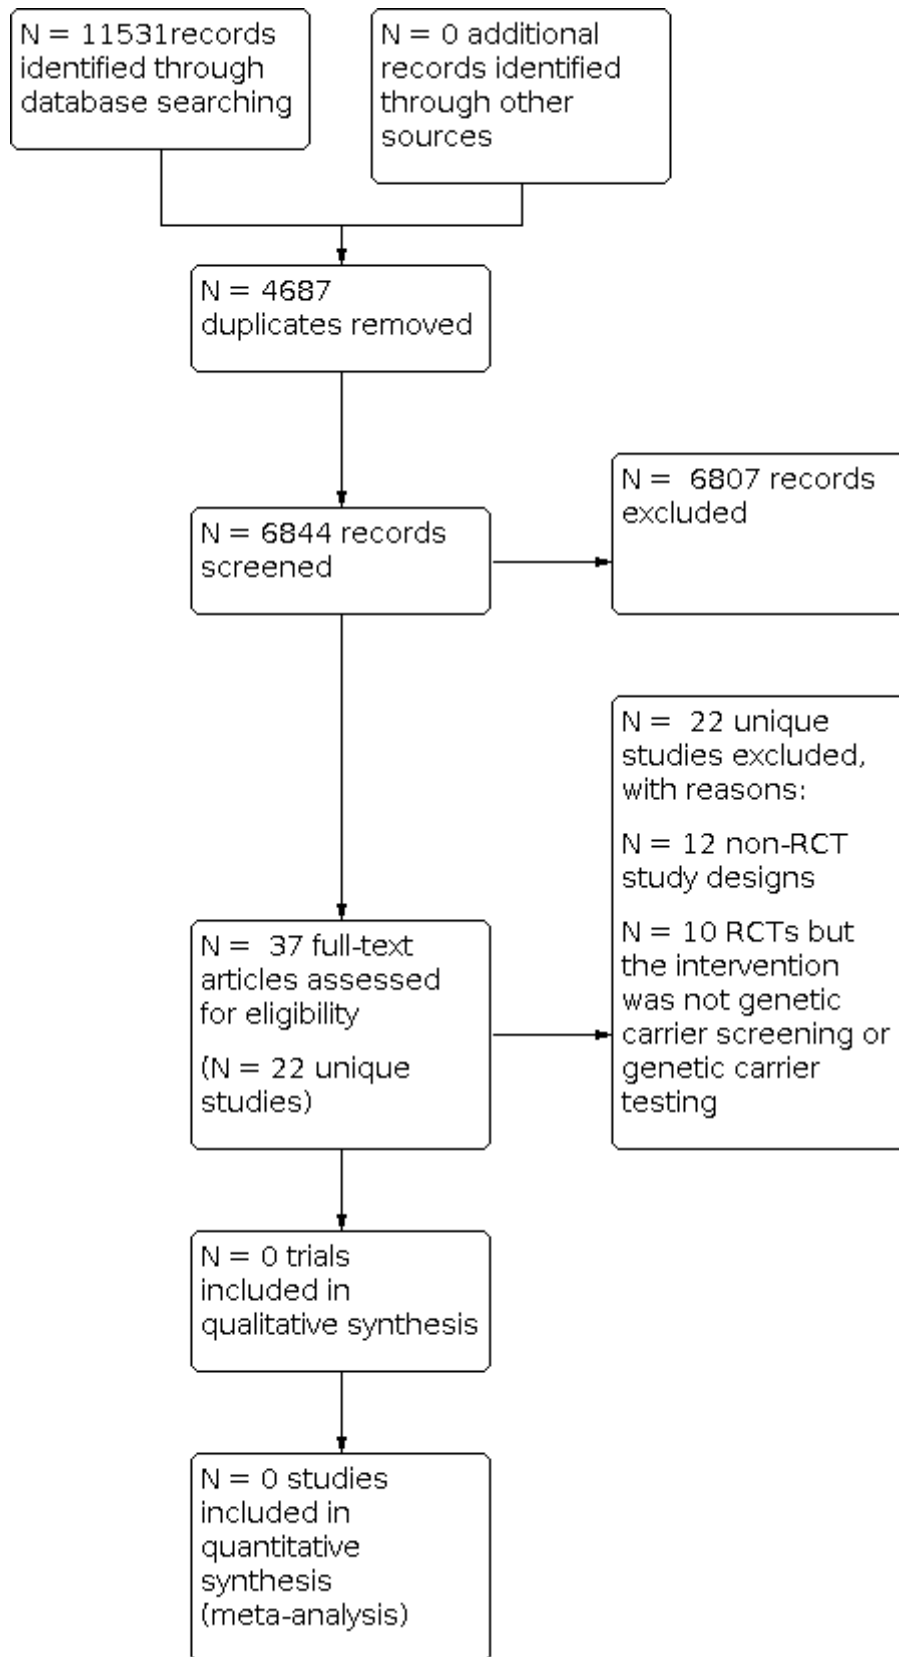 N = 11531records
identified through
database searching
N = 0 additional
records identified
through other
sources
N = 4687
duplicates removed
N = 6844 records
screened
N =  6807 records
excluded
N =  37 full-text
articles assessed
for eligibility
(N = 22 unique
studies)
N =  22 unique
studies excluded,
with reasons:
N = 12 non-RCT
study designs
N = 10 RCTs but
the intervention
was not genetic
carrier screening or
genetic carrier
testing
N = 0 trials
included in
qualitative synthesis
N = 0 studies
included in
quantitative
synthesis
(meta-analysis)